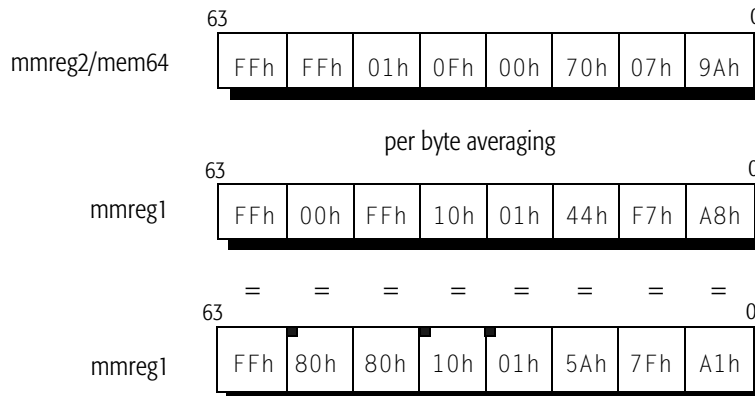 63 0
mmreg2/mem64 FFh FFh 01h 0Fh 00h 70h 07h 9Ah
per byte averaging
63 0
mmreg1 FFh 00h FFh 10h 01h 44h F7h A8h
= = = = = = = =
63 0
mmreg1 FFh 80h 80h 10h 01h 5Ah 7Fh A1h